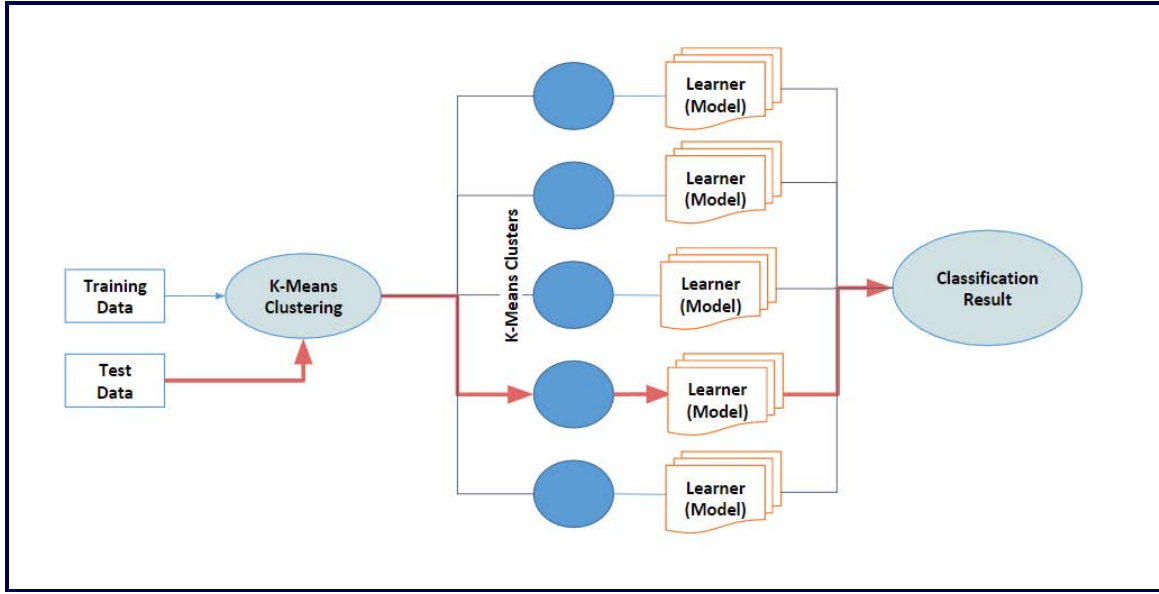 Training
Data
Test
Data
K-Means
Clustering
K-Means Clusters
Learner
(Model)
Learner
(Model)
Learner
(Model)
Learner
(Model)
Learner
(Model)
Classification
Result